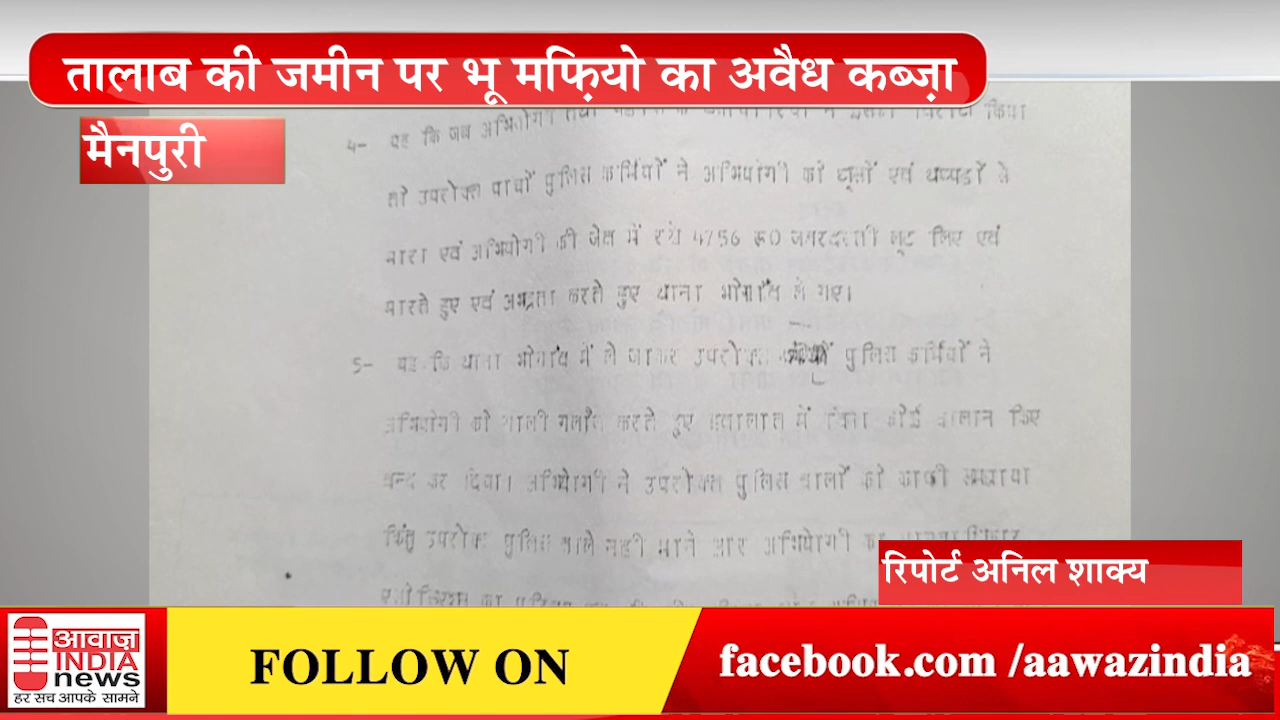 तालाब की जमीन पर भू मफ़ियो का अवैध कब्ज़ा
मैनपुरी
4- यह कि जब अभियोगी तथा विरोध किया
तो उपरोक्त पाचों पुलिस कर्मियों ने अभियोगी को घूसों एवं थप्पडों से
मारा एवं अभियोगी की जेब में रखे 4756 रू0 जबरदस्ती लूट लिए एवं
मारते हुए एवं अभद्रता करते हुए थाना भोगांव ले गए।
5- यह कि थाना भोगांव में ले जाकर उपरोक्त पुलिस कर्मियों ने
अभियोगी को गाली गलौज करते हुए हवालात में बिना कोई चालान किए
बन्द कर दिया। अभियोगी ने उपरोक्त पुलिस वालों को काफी समझाया
किंतु उपरोक्त पुलिस वाले नही माने और अभियोगी का
रिपोर्ट अनिल शाक्य
आवाज़
INDIA
news
हर सच आपके सामने
FOLLOW ON
facebook.com /aawazindia